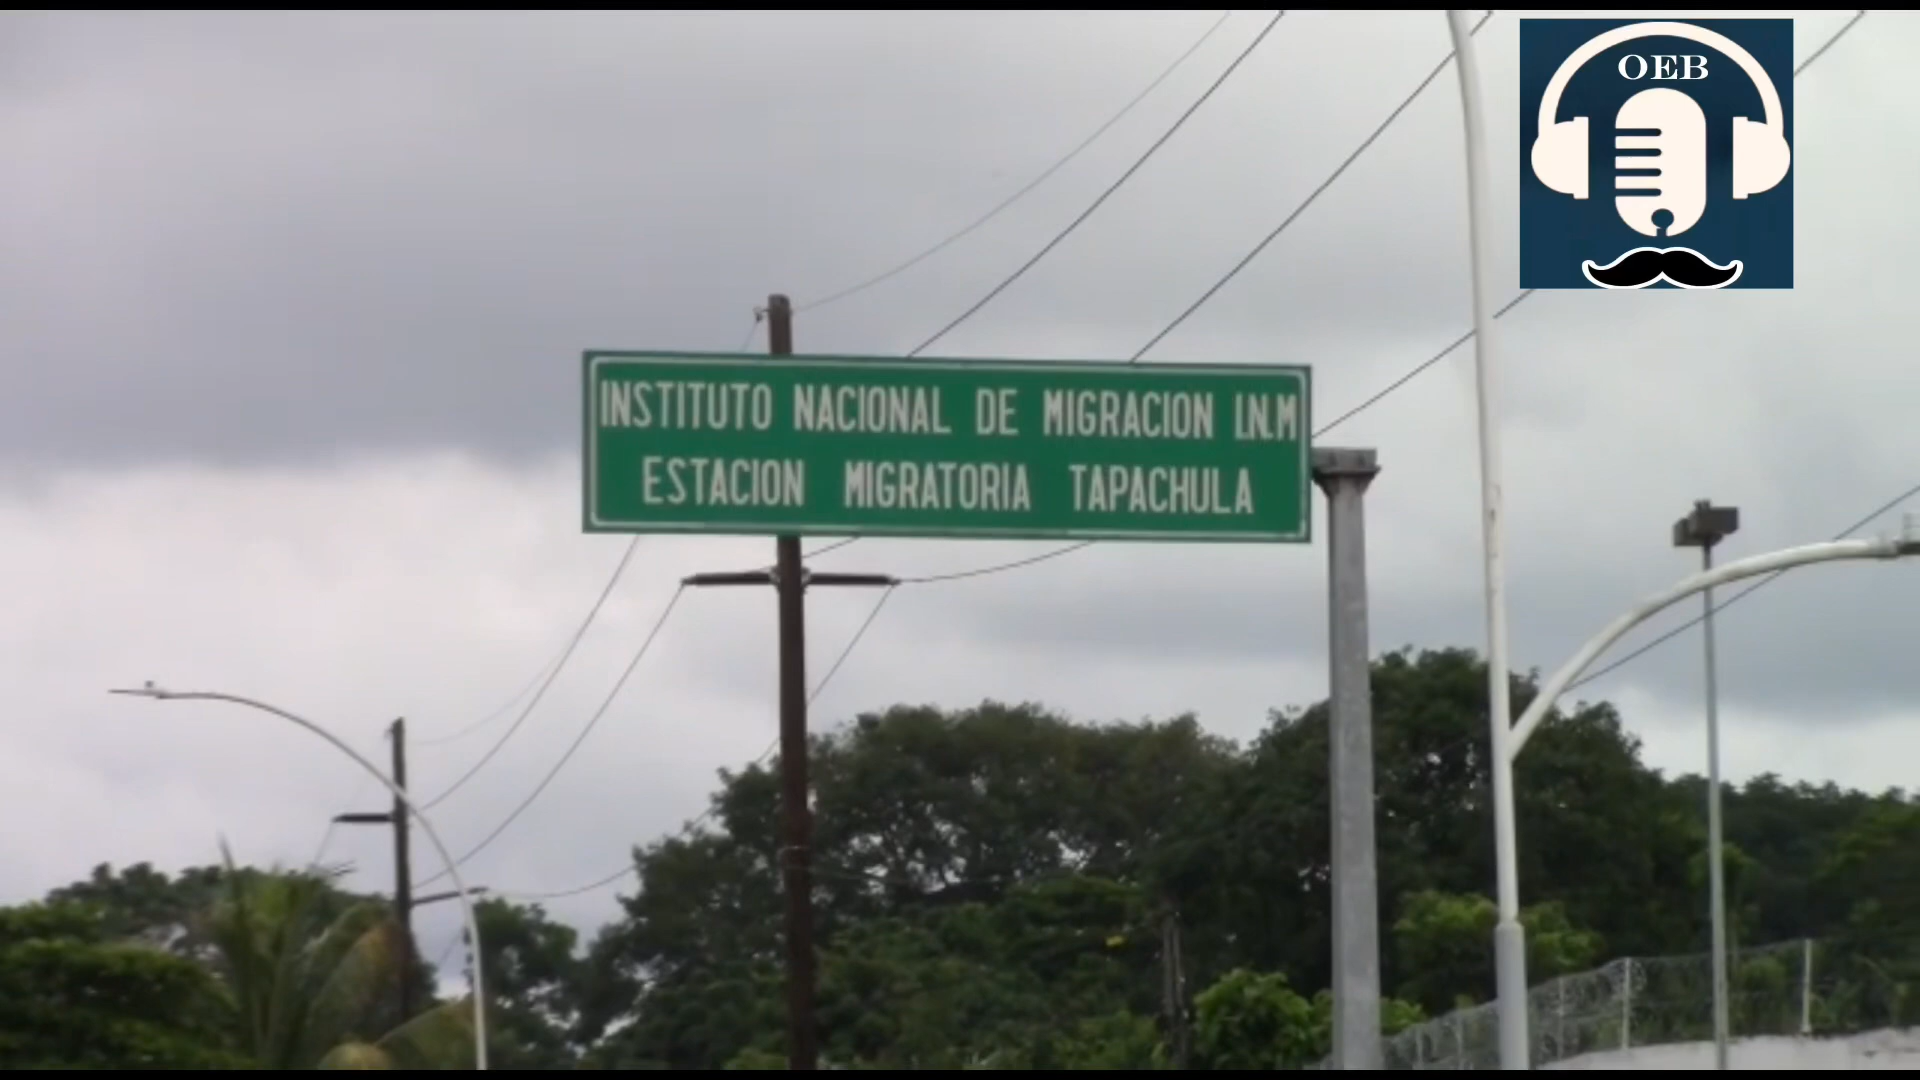 OEB
INSTITUTO NACIONAL DE MIGRACION I.N.M
ESTACION MIGRATORIA TAPACHULA